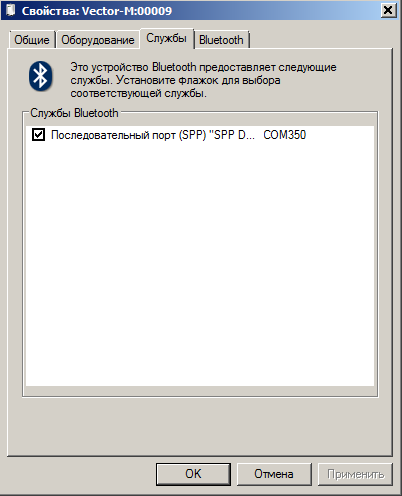 Свойства: Vector-M:00009
Общие Оборудование Службы Bluetooth
Это устройство Bluetooth предоставляет следующие
службы. Установите флажок для выбора
соответствующей службы.
Службы Bluetooth
Последовательный порт (SPP) "SPP D... COM350
OK Отмена Применить